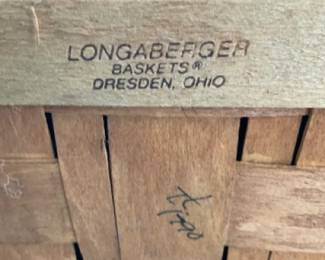 LONGABERGER
BASKETS®
DRESDEN, OHIO